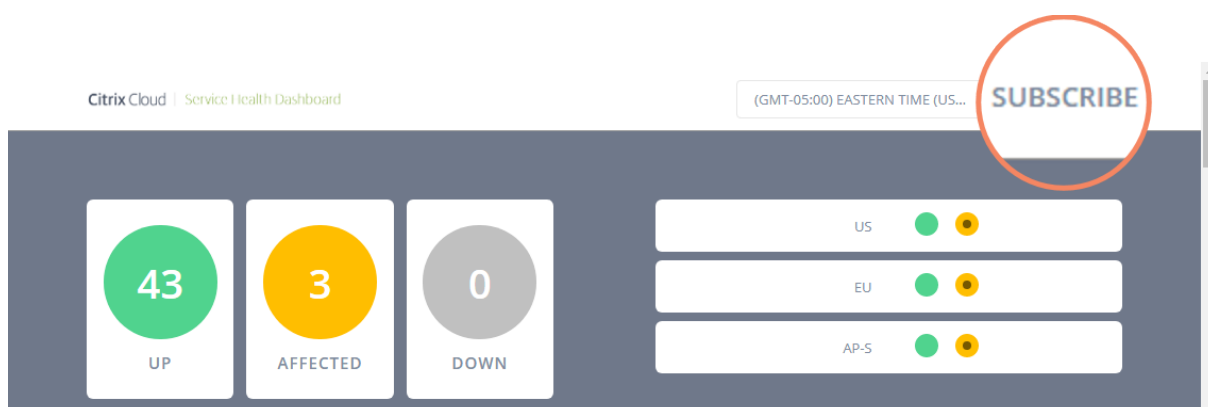 Citrix Cloud | Service Health Dashboard
(GMT-05:00) EASTERN TIME (US...
SUBSCRIBE
43
UP
3
AFFECTED
0
DOWN
US
EU
AP-S